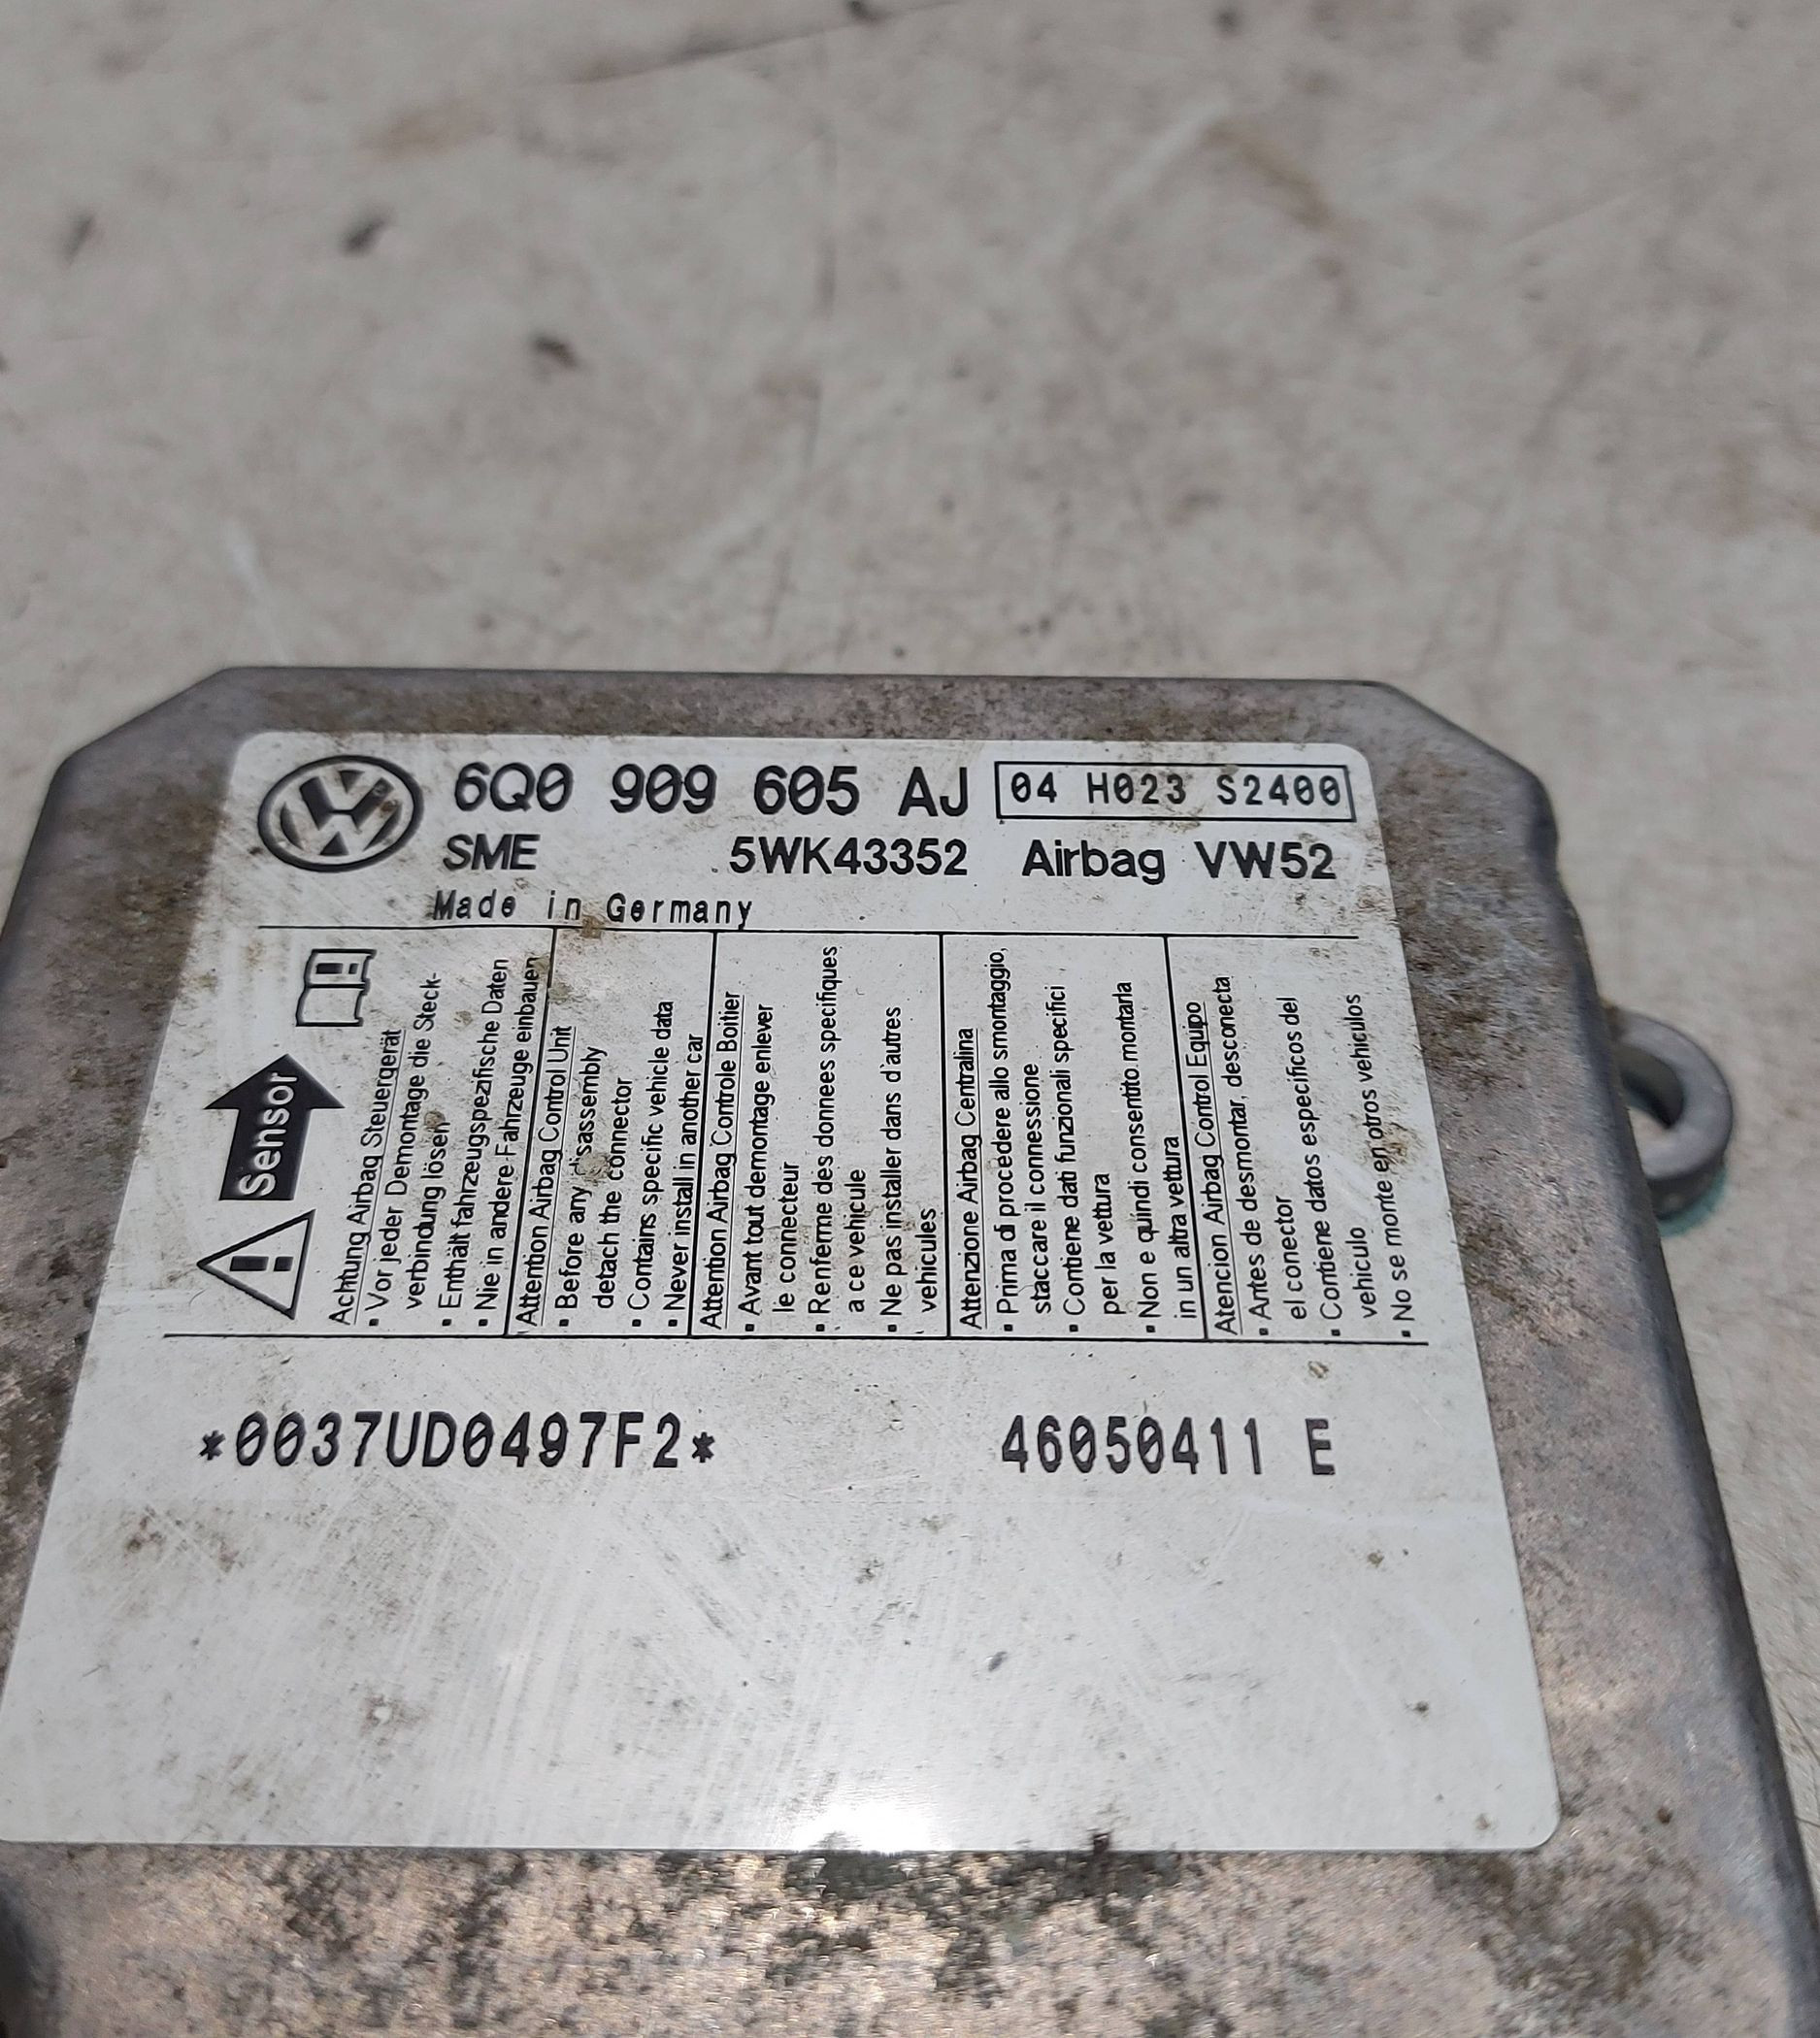 6Q0 909 605 AJ 04 H023 S2400
SME 5WK43352 Airbag VW52
Made in Germany
Sensor
Achtung Airbag Steuergerät
• Vor jeder Demontage die Steck-
verbindung lösen
• Enthält fahrzeugspezifische Daten
• Nie in andere Fahrzeuge einbauen
Attention Airbag Control Unit
• Before any disassembly
detach the connector
• Contains specific vehicle data
• Never install in another car
Attention Airbag Controle Boitier
• Avant tout demontage enlever
le connecteur
• Renferme des donnees specifiques
a ce vehicule
• Ne pas installer dans d'autres
vehicules
Attenzione Airbag Centralina
• Prima di procedere allo smontaggio,
staccare il connessione
• Contiene dati funzionali specifici
per la vettura
• Non e quindi consentito montarla
in un altra vettura
Atencion Airbag Control Equipo
• Antes de desmontar, desconecta
el conector
• Contiene datos especificos del
vehiculo
• No se monte en otros vehiculos
*0037UD0497F2* 46050411 E